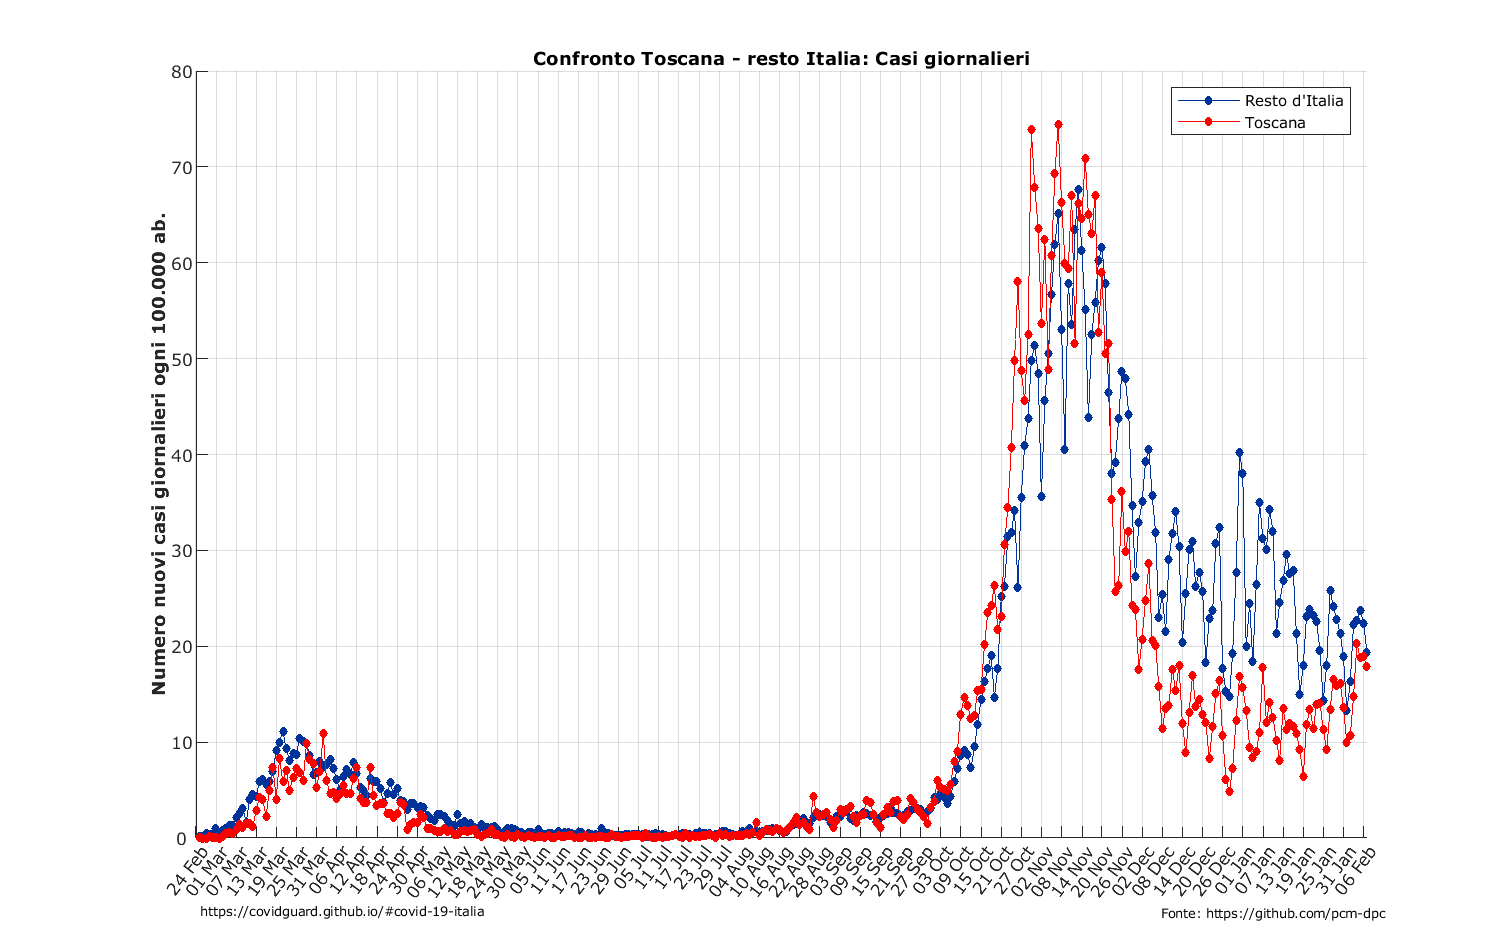 Confronto Toscana - resto Italia: Casi giornalieri
Numero nuovi casi giornalieri ogni 100.000 ab.
80
70
60
50
40
30
20
10
0
Resto d'Italia
Toscana
24 Feb
01 Mar
07 Mar
13 Mar
19 Mar
25 Mar
31 Mar
06 Apr
12 Apr
18 Apr
24 Apr
30 Apr
06 May
12 May
18 May
24 May
30 May
05 Jun
11 Jun
17 Jun
23 Jun
29 Jun
05 Jul
11 Jul
17 Jul
23 Jul
29 Jul
04 Aug
10 Aug
16 Aug
22 Aug
28 Aug
03 Sep
09 Sep
15 Sep
21 Sep
27 Sep
03 Oct
09 Oct
15 Oct
21 Oct
27 Oct
02 Nov
08 Nov
14 Nov
20 Nov
26 Nov
02 Dec
08 Dec
14 Dec
20 Dec
26 Dec
01 Jan
07 Jan
13 Jan
19 Jan
25 Jan
31 Jan
06 Feb
https://covidguard.github.io/#covid-19-italia
Fonte: https://github.com/pcm-dpc